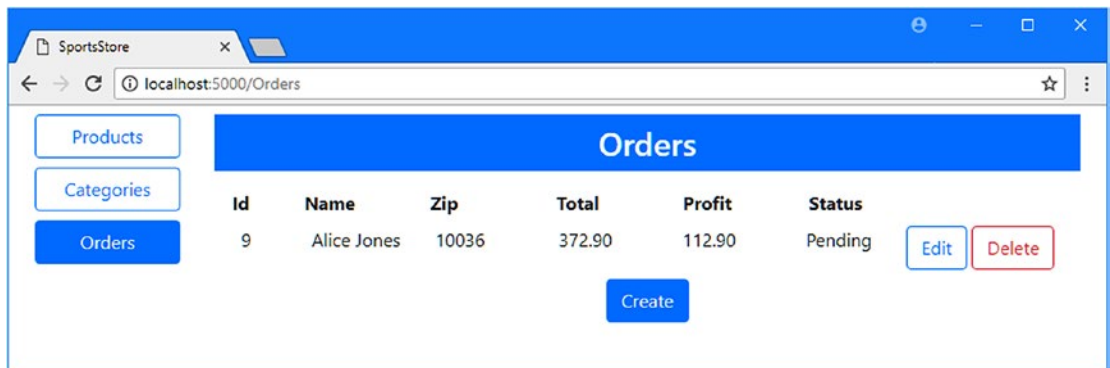 SportsStore
localhost:5000/Orders
Products
Categories
Orders
Orders
Id Name Zip Total Profit Status
9 Alice Jones 10036 372.90 112.90 Pending Edit Delete
Create